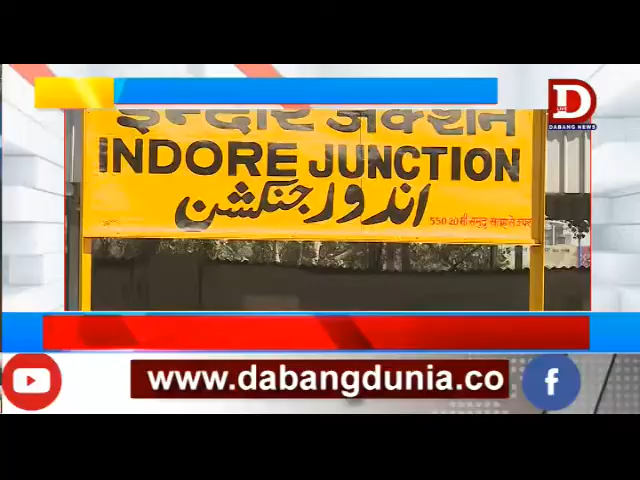 इन्दौर जंक्शन
INDORE JUNCTION
اندور جنکشن
D
DABANG NEWS
www.dabangdunia.co
f